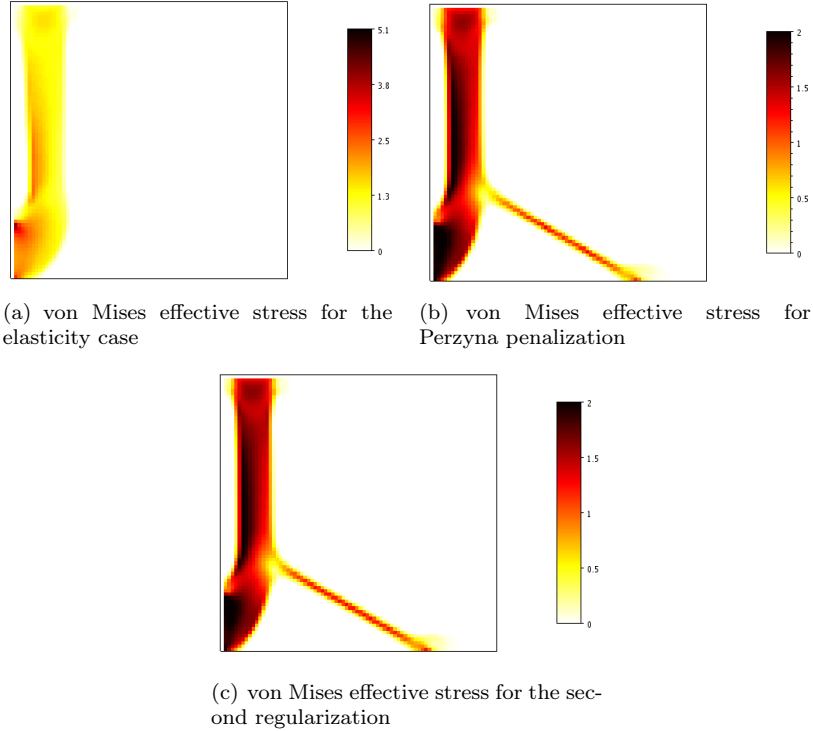 5.1
3.8
2.5
1.3
0
2
1.5
1
0.5
0
(a) von Mises effective stress for the
elasticity case
(b) von Mises effective stress for
Perzyna penalization
2
1.5
1
0.5
0
(c) von Mises effective stress for the sec-
ond regularization